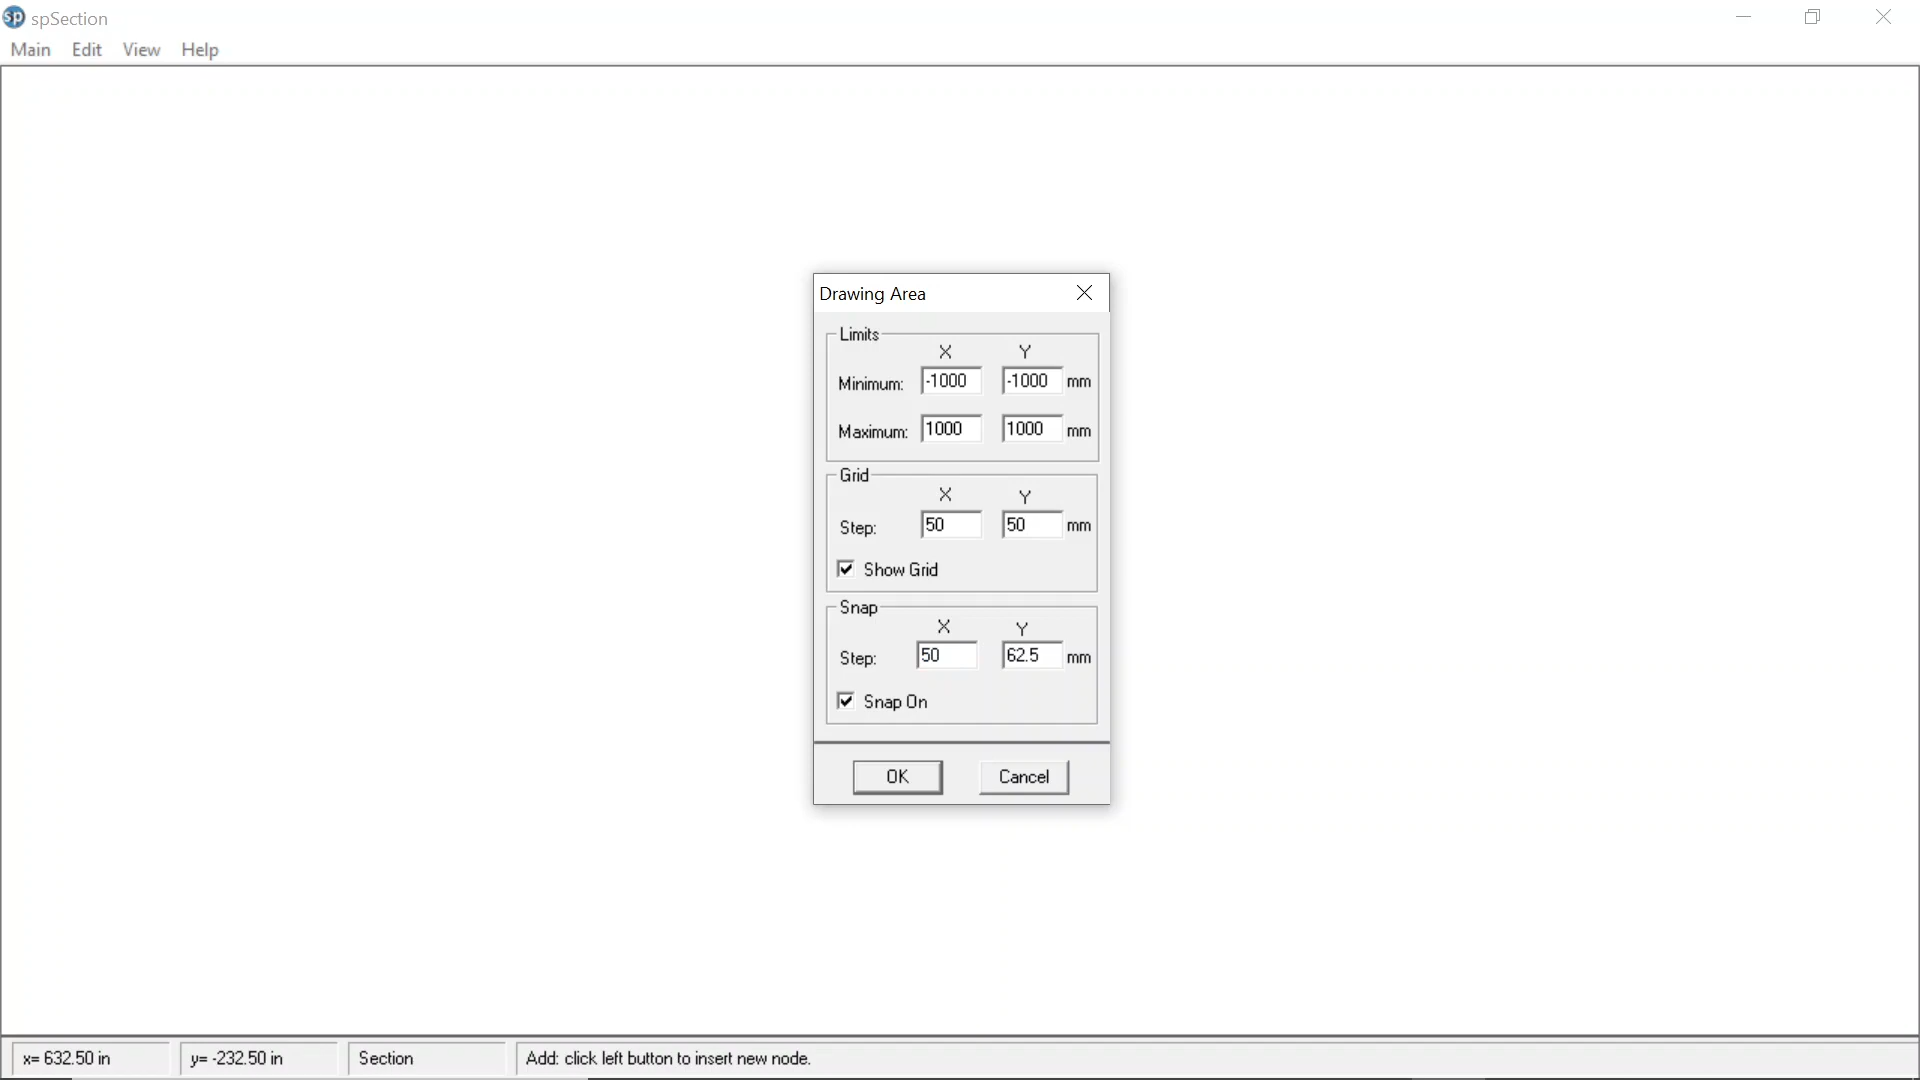 sp spSection
Main Edit View Help
Drawing Area
Limits
X Y
Minimum: -1000 -1000 mm
Maximum: 1000 1000 mm
Grid
X Y
Step: 50 50 mm
Show Grid
Snap
X Y
Step: 50 62.5 mm
Snap On
OK Cancel
x= 632.50 in y= -232.50 in Section Add: click left button to insert new node.